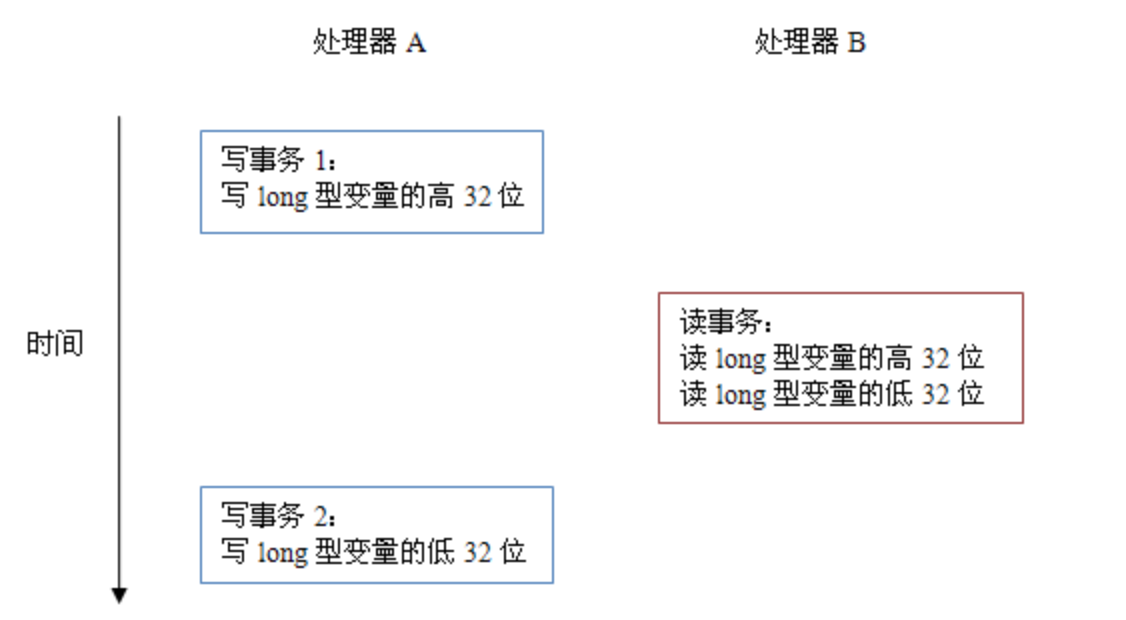 处理器 A
处理器 B
写事务 1：
写 long 型变量的高 32 位
时间
读事务：
读 long 型变量的高 32 位
读 long 型变量的低 32 位
写事务 2：
写 long 型变量的低 32 位